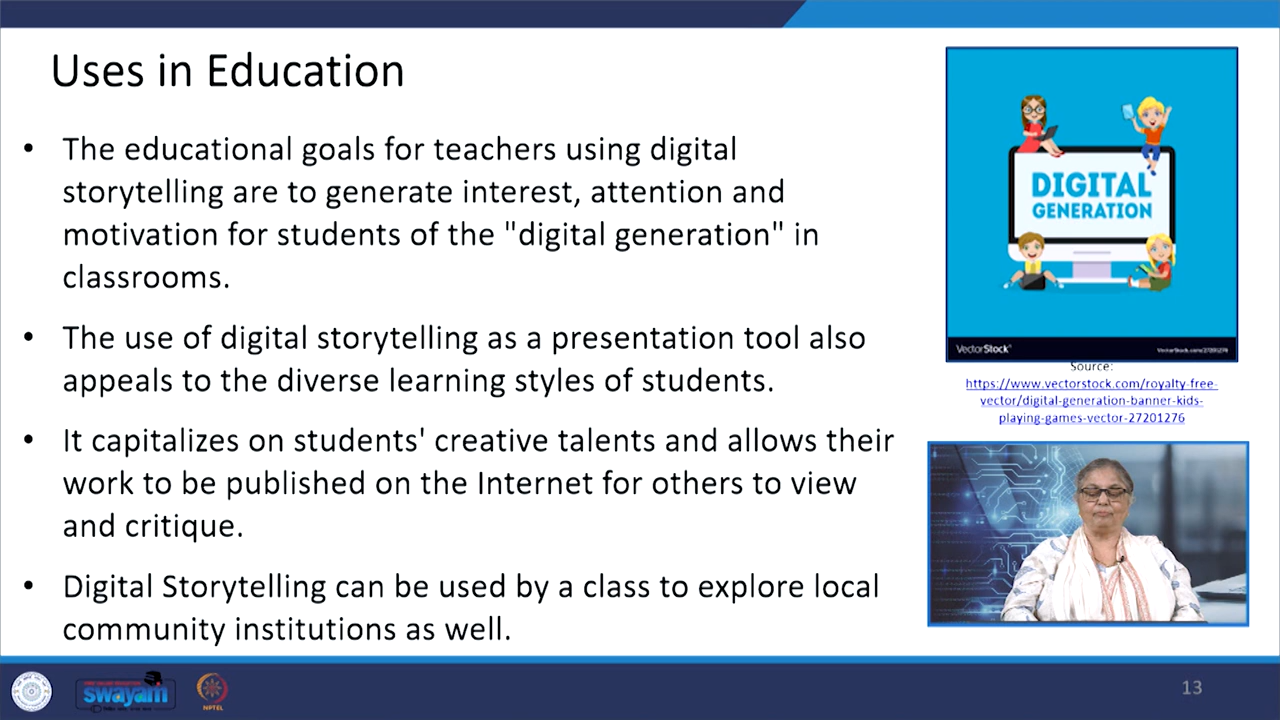 Uses in Education
• The educational goals for teachers using digital
storytelling are to generate interest, attention and
motivation for students of the "digital generation" in
classrooms.
• The use of digital storytelling as a presentation tool also
appeals to the diverse learning styles of students.
• It capitalizes on students' creative talents and allows their
work to be published on the Internet for others to view
and critique.
• Digital Storytelling can be used by a class to explore local
community institutions as well.
DIGITAL
GENERATION
VectorStock®
VectorStock.com/27201276
Source:
https://www.vectorstock.com/royalty-free-
vector/digital-generation-banner-kids-
playing-games-vector-27201276
swayam
NPTEL
13